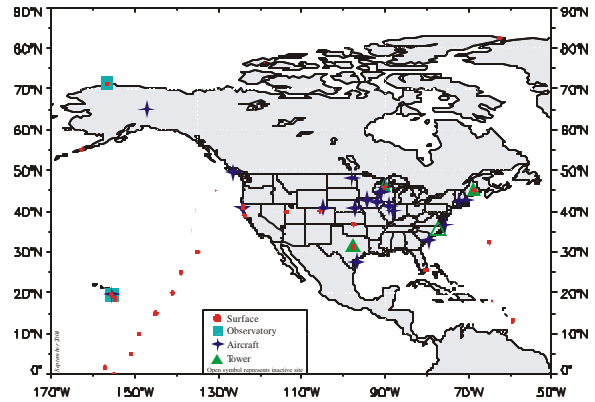 90°N 90°N
80°N 80°N
70°N 70°N
60°N 60°N
50°N 50°N
40°N 40°N
30°N 30°N
20°N 20°N
10°N 10°N
0° 0°
170°W 150°W 130°W 110°W 90°W 70°W 50°W
Surface
Observatory
Aircraft
Tower
Open symbol represents inactive site